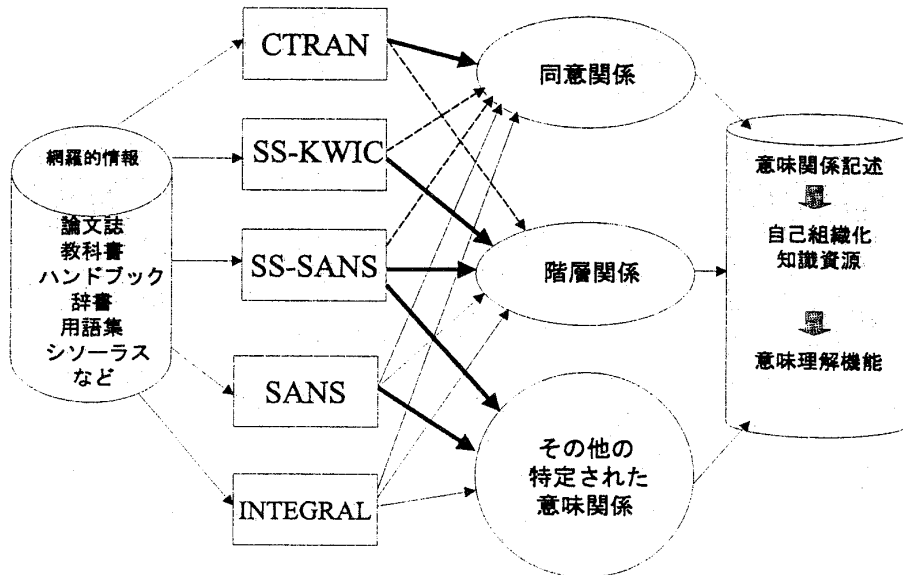 網羅的情報
論文誌
教科書
ハンドブック
辞書
用語集
シソーラス
など
CTRAN
SS-KWIC
SS-SANS
SANS
INTEGRAL
同意関係
階層関係
その他の
特定された
意味関係
意味関係記述
自己組織化
知識資源
意味理解機能